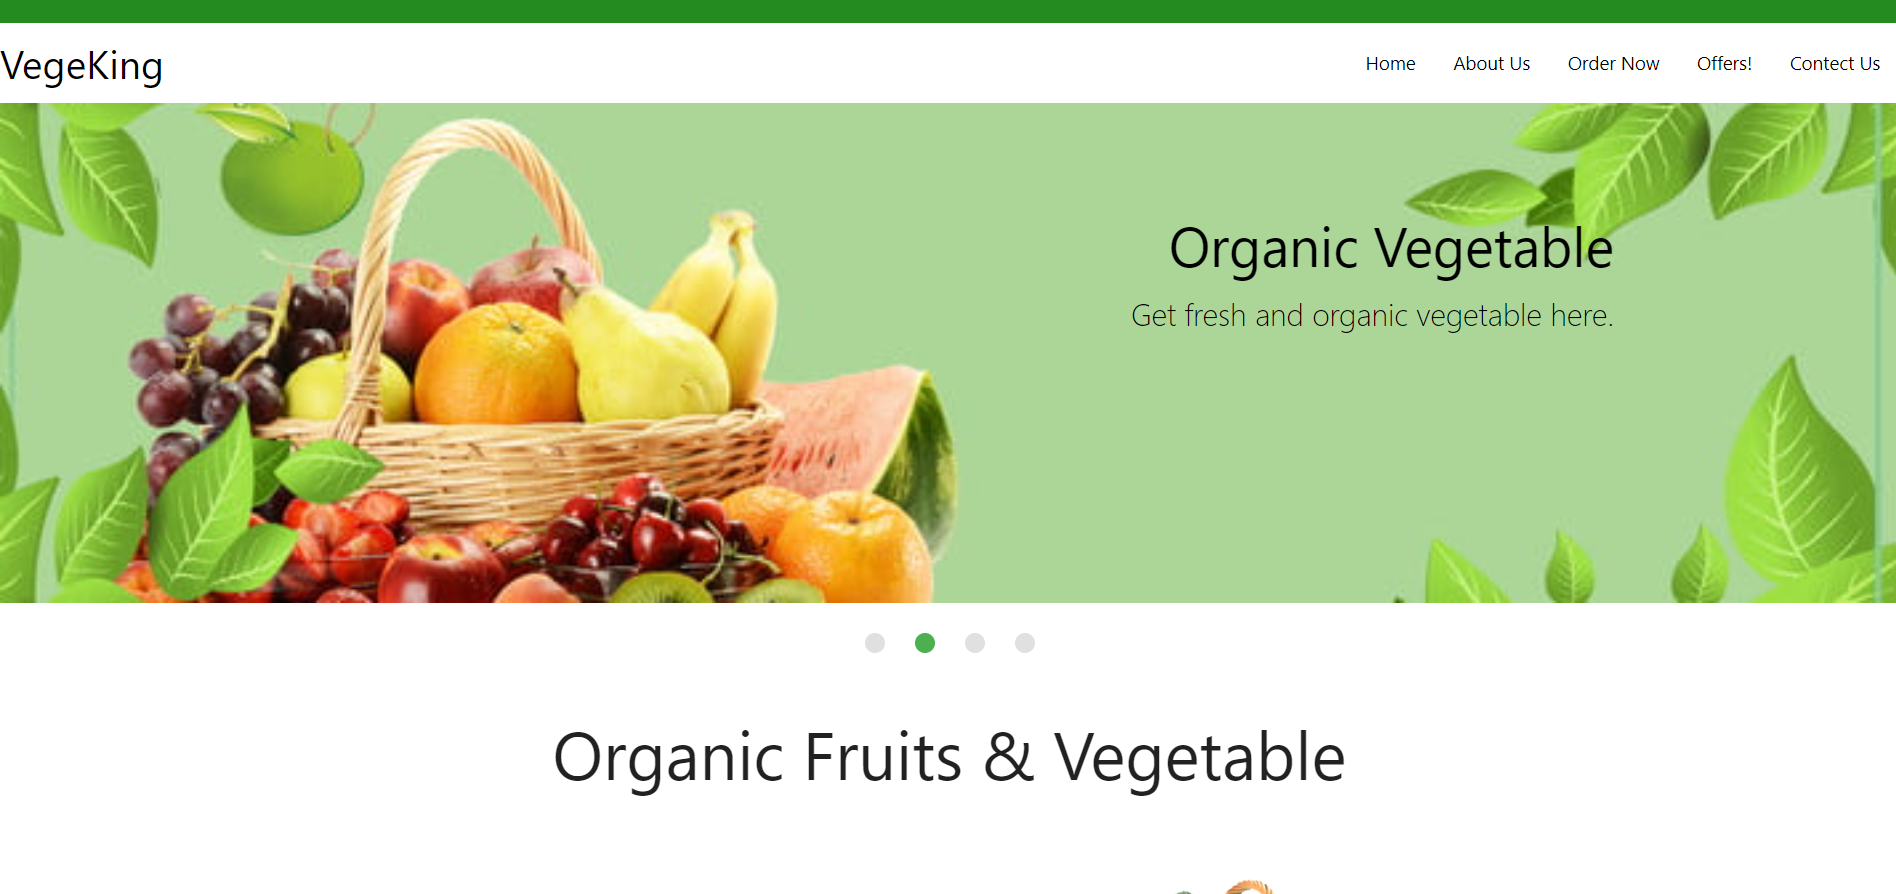 VegeKing
Home About Us Order Now Offers! Contect Us
Organic Vegetable
Get fresh and organic vegetable here.
Organic Fruits & Vegetable